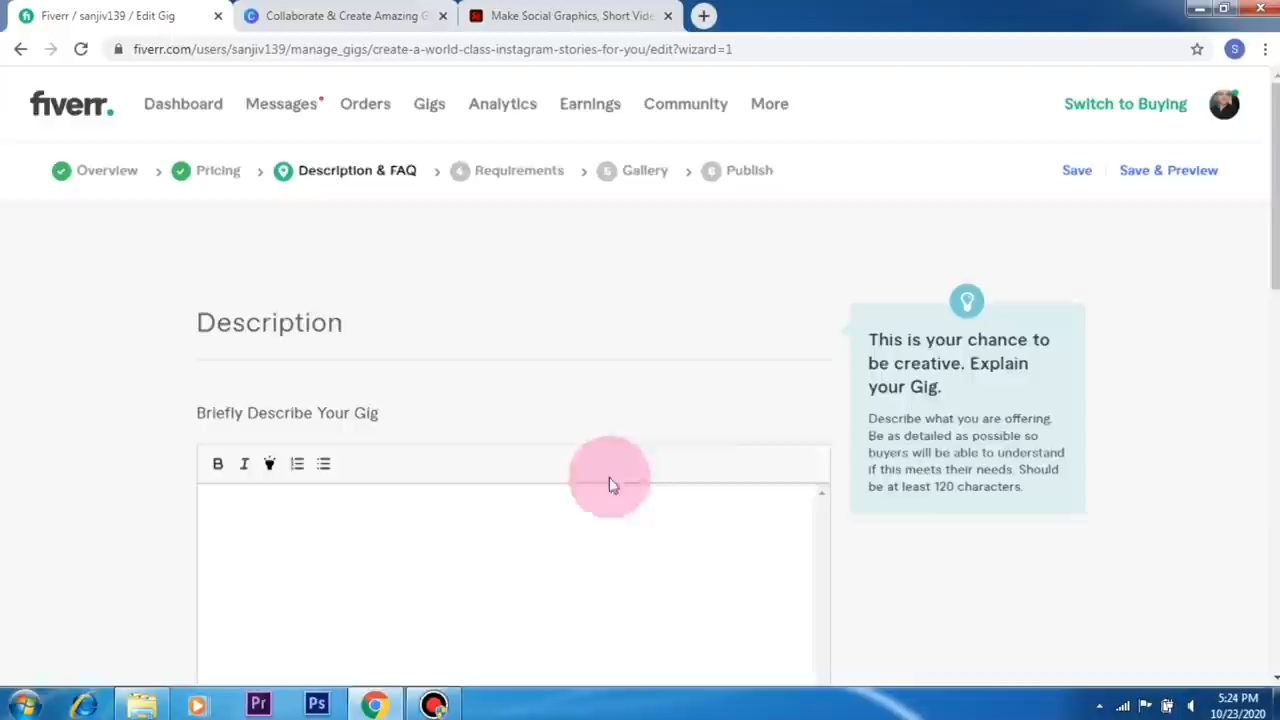 Fiverr / sanjiv139 / Edit Gig
Collaborate & Create Amazing G
Make Social Graphics, Short Vide
fiverr.com/users/sanjiv139/manage_gigs/create-a-world-class-instagram-stories-for-you/edit?wizard=1
S
fiverr. Dashboard Messages Orders Gigs Analytics Earnings Community More Switch to Buying
Overview Pricing Description & FAQ 4 Requirements 5 Gallery 6 Publish Save Save & Preview
Description
This is your chance to
be creative. Explain
your Gig.
Briefly Describe Your Gig
Describe what you are offering.
Be as detailed as possible so
buyers will be able to understand
if this meets their needs. Should
be at least 120 characters.
B I
Pr Ps
5:24 PM
10/23/2020